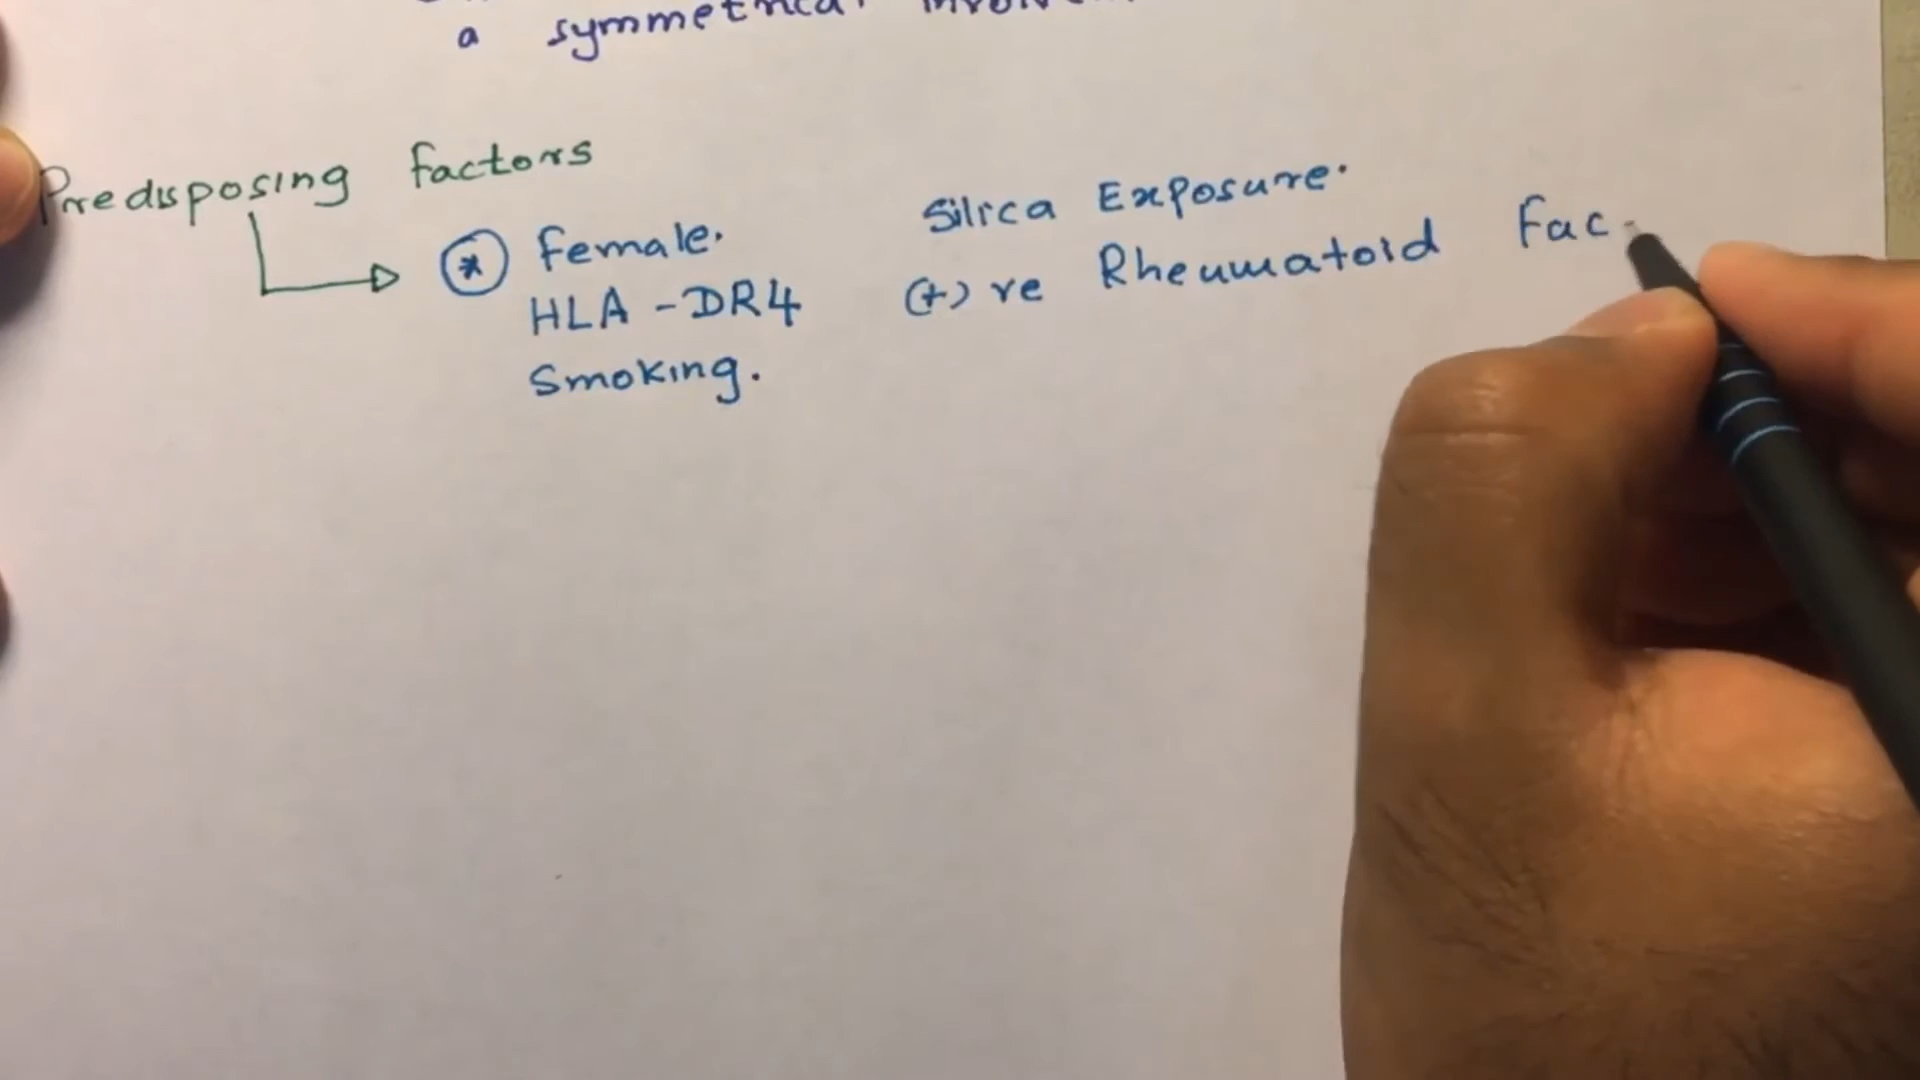 a symmetrical
Predisposing factors
* Female.
HLA-DR4
Smoking.
Silica Exposure.
(+) ve Rheumatoid Fac